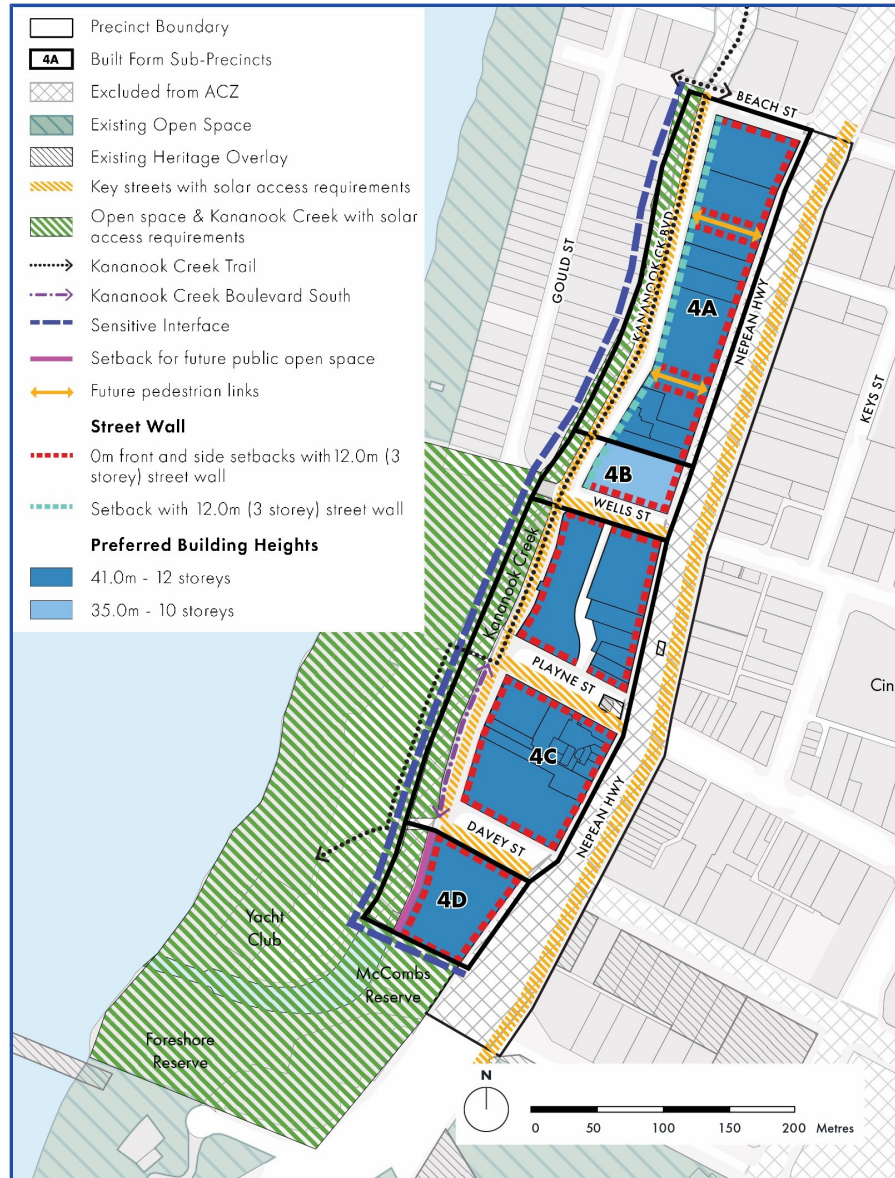 Precinct Boundary
4A
Built Form Sub-Precincts
Excluded from ACZ
Existing Open Space
Existing Heritage Overlay
Key streets with solar access requirements
Open space & Kananook Creek with solar
access requirements
Kananook Creek Trail
Kananook Creek Boulevard South
Sensitive Interface
Setback for future public open space
Future pedestrian links
Street Wall
0m front and side setbacks with 12.0m (3
storey) street wall
Setback with 12.0m (3 storey) street wall
Preferred Building Heights
41.0m - 12 storeys
35.0m - 10 storeys
BEACH ST
GOULD ST
KANANOOK CK BVD
4A
NEPEAN HWY
KEYS ST
4B
WELLS ST
Kananook Creek
PLAYNE ST
Cin
4C
NEPEAN HWY
DAVEY ST
4D
Yacht
Club
McCombs
Reserve
Foreshore
Reserve
N
0 50 100 150 200 Metres